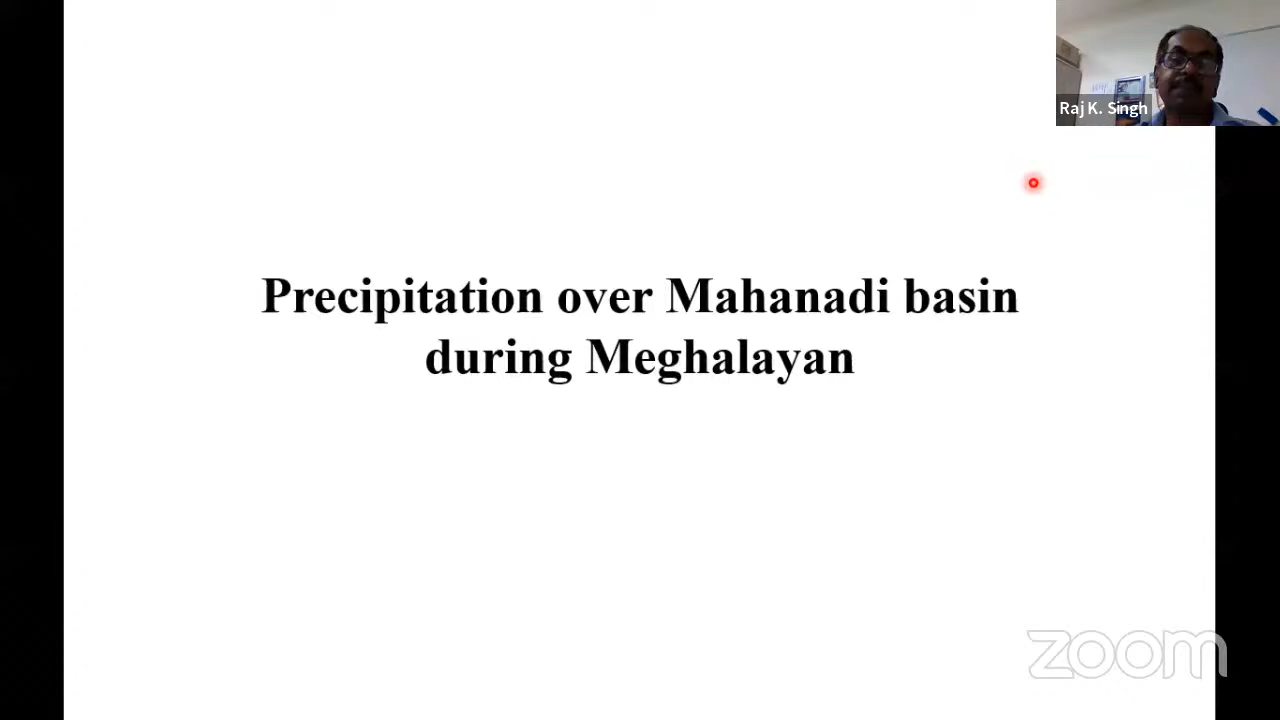 Raj K. Singh
Precipitation over Mahanadi basin
during Meghalayan
zoom